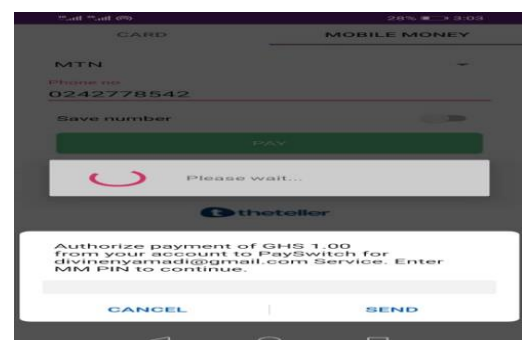 28% 3:03
CARD
MOBILE MONEY
MTN
Phone no
0242778542
Save number
PAY
Please wait...
theteller
Authorize payment of GHS 1.00
from your account to PaySwitch for
divinenyamadi@gmail.com Service. Enter
MM PIN to continue.
CANCEL
SEND